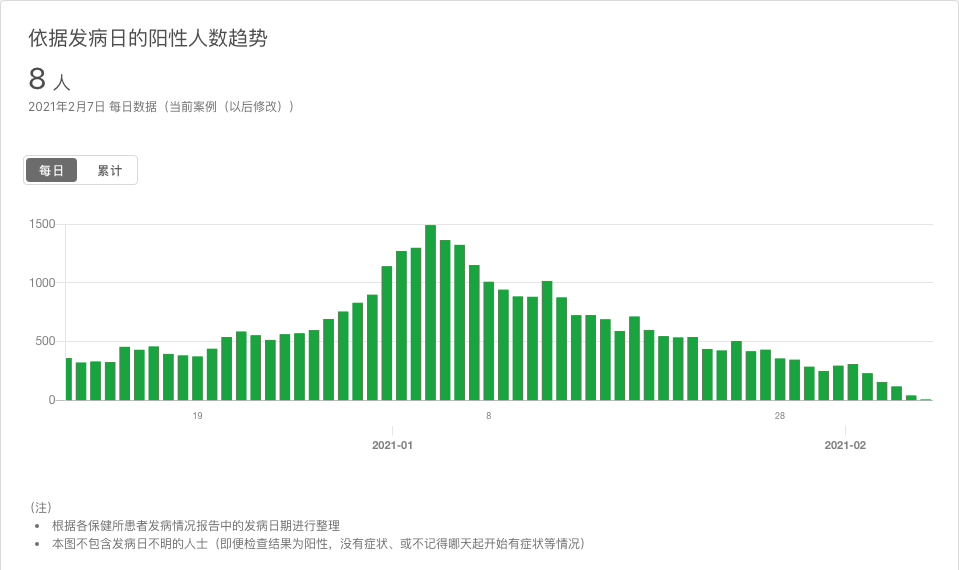 依据发病日的阳性人数趋势
8 人
2021年2月7日 每日数据（当前案例（以后修改））
每日 累计
1500
1000
500
0
19 8 28
2021-01 2021-02
（注）
• 根据各保健所患者发病情况报告中的发病日期进行整理
• 本图不包含发病日不明的人士（即便检查结果为阳性，没有症状、或不记得哪天起开始有症状等情况）